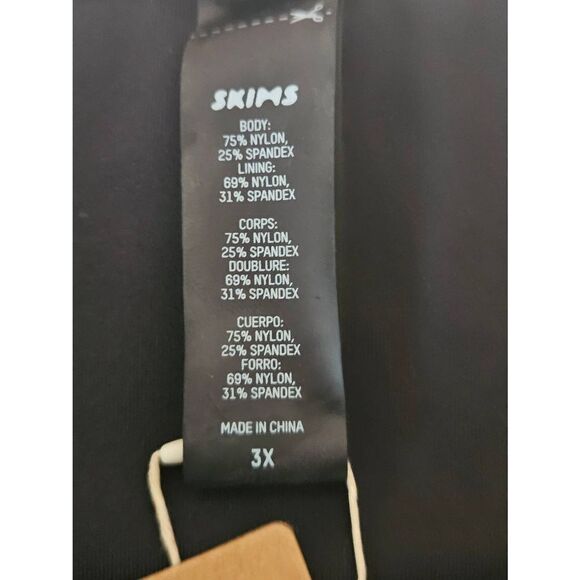 SKIMS
BODY:
75% NYLON,
25% SPANDEX
LINING:
69% NYLON,
31% SPANDEX
CORPS:
75% NYLON,
25% SPANDEX
DOUBLURE:
69% NYLON,
31% SPANDEX
CUERPO:
75% NYLON,
25% SPANDEX
FORRO:
69% NYLON,
31% SPANDEX
MADE IN CHINA
3X